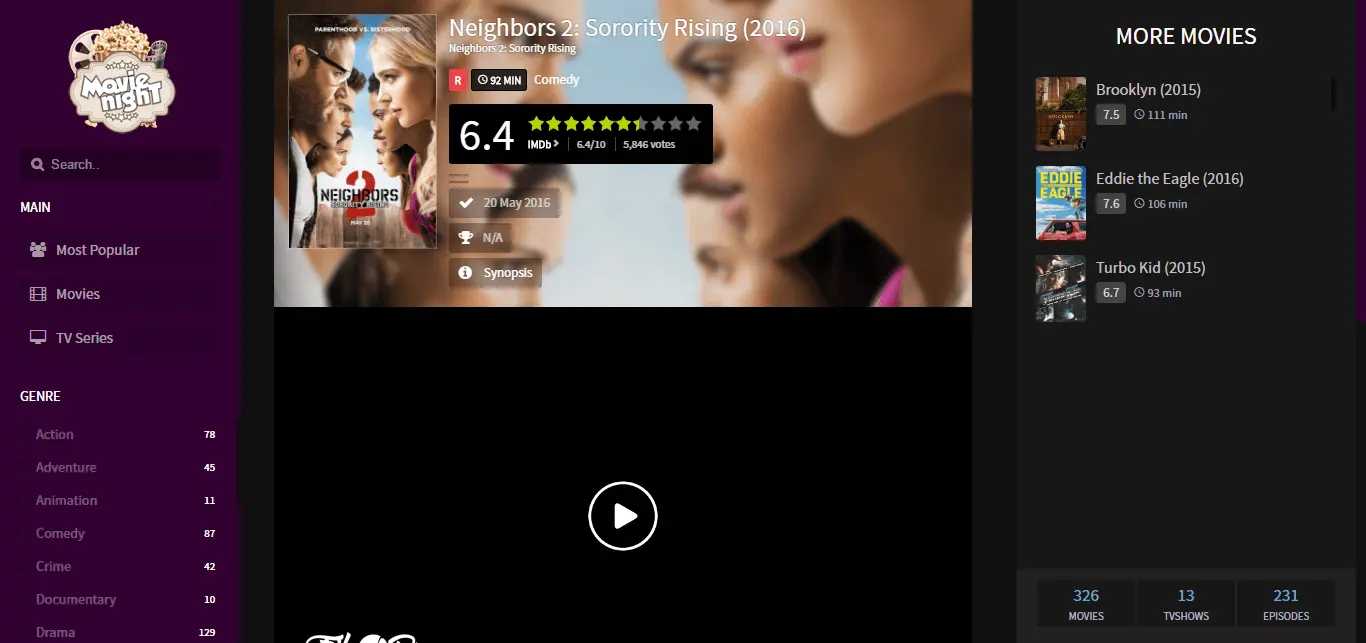 Movie
night
Search..
MAIN
Most Popular
Movies
TV Series
GENRE
Action 78
Adventure 45
Animation 11
Comedy 87
Crime 42
Documentary 10
Drama 129
PARENTHOOD VS. SISTERHOOD
NEIGHBORS
2
SORORITY RISING
MAY 20
Neighbors 2: Sorority Rising (2016)
Neighbors 2: Sorority Rising
R 92 MIN Comedy
6.4
IMDb 6.4/10 5,846 votes
20 May 2016
N/A
Synopsis
MORE MOVIES
BROOKLYN
Brooklyn (2015)
7.5 111 min
EDDIE
THE
EAGLE
Eddie the Eagle (2016)
7.6 106 min
Turbo Kid (2015)
6.7 93 min
326 13 231
MOVIES TVSHOWS EPISODES